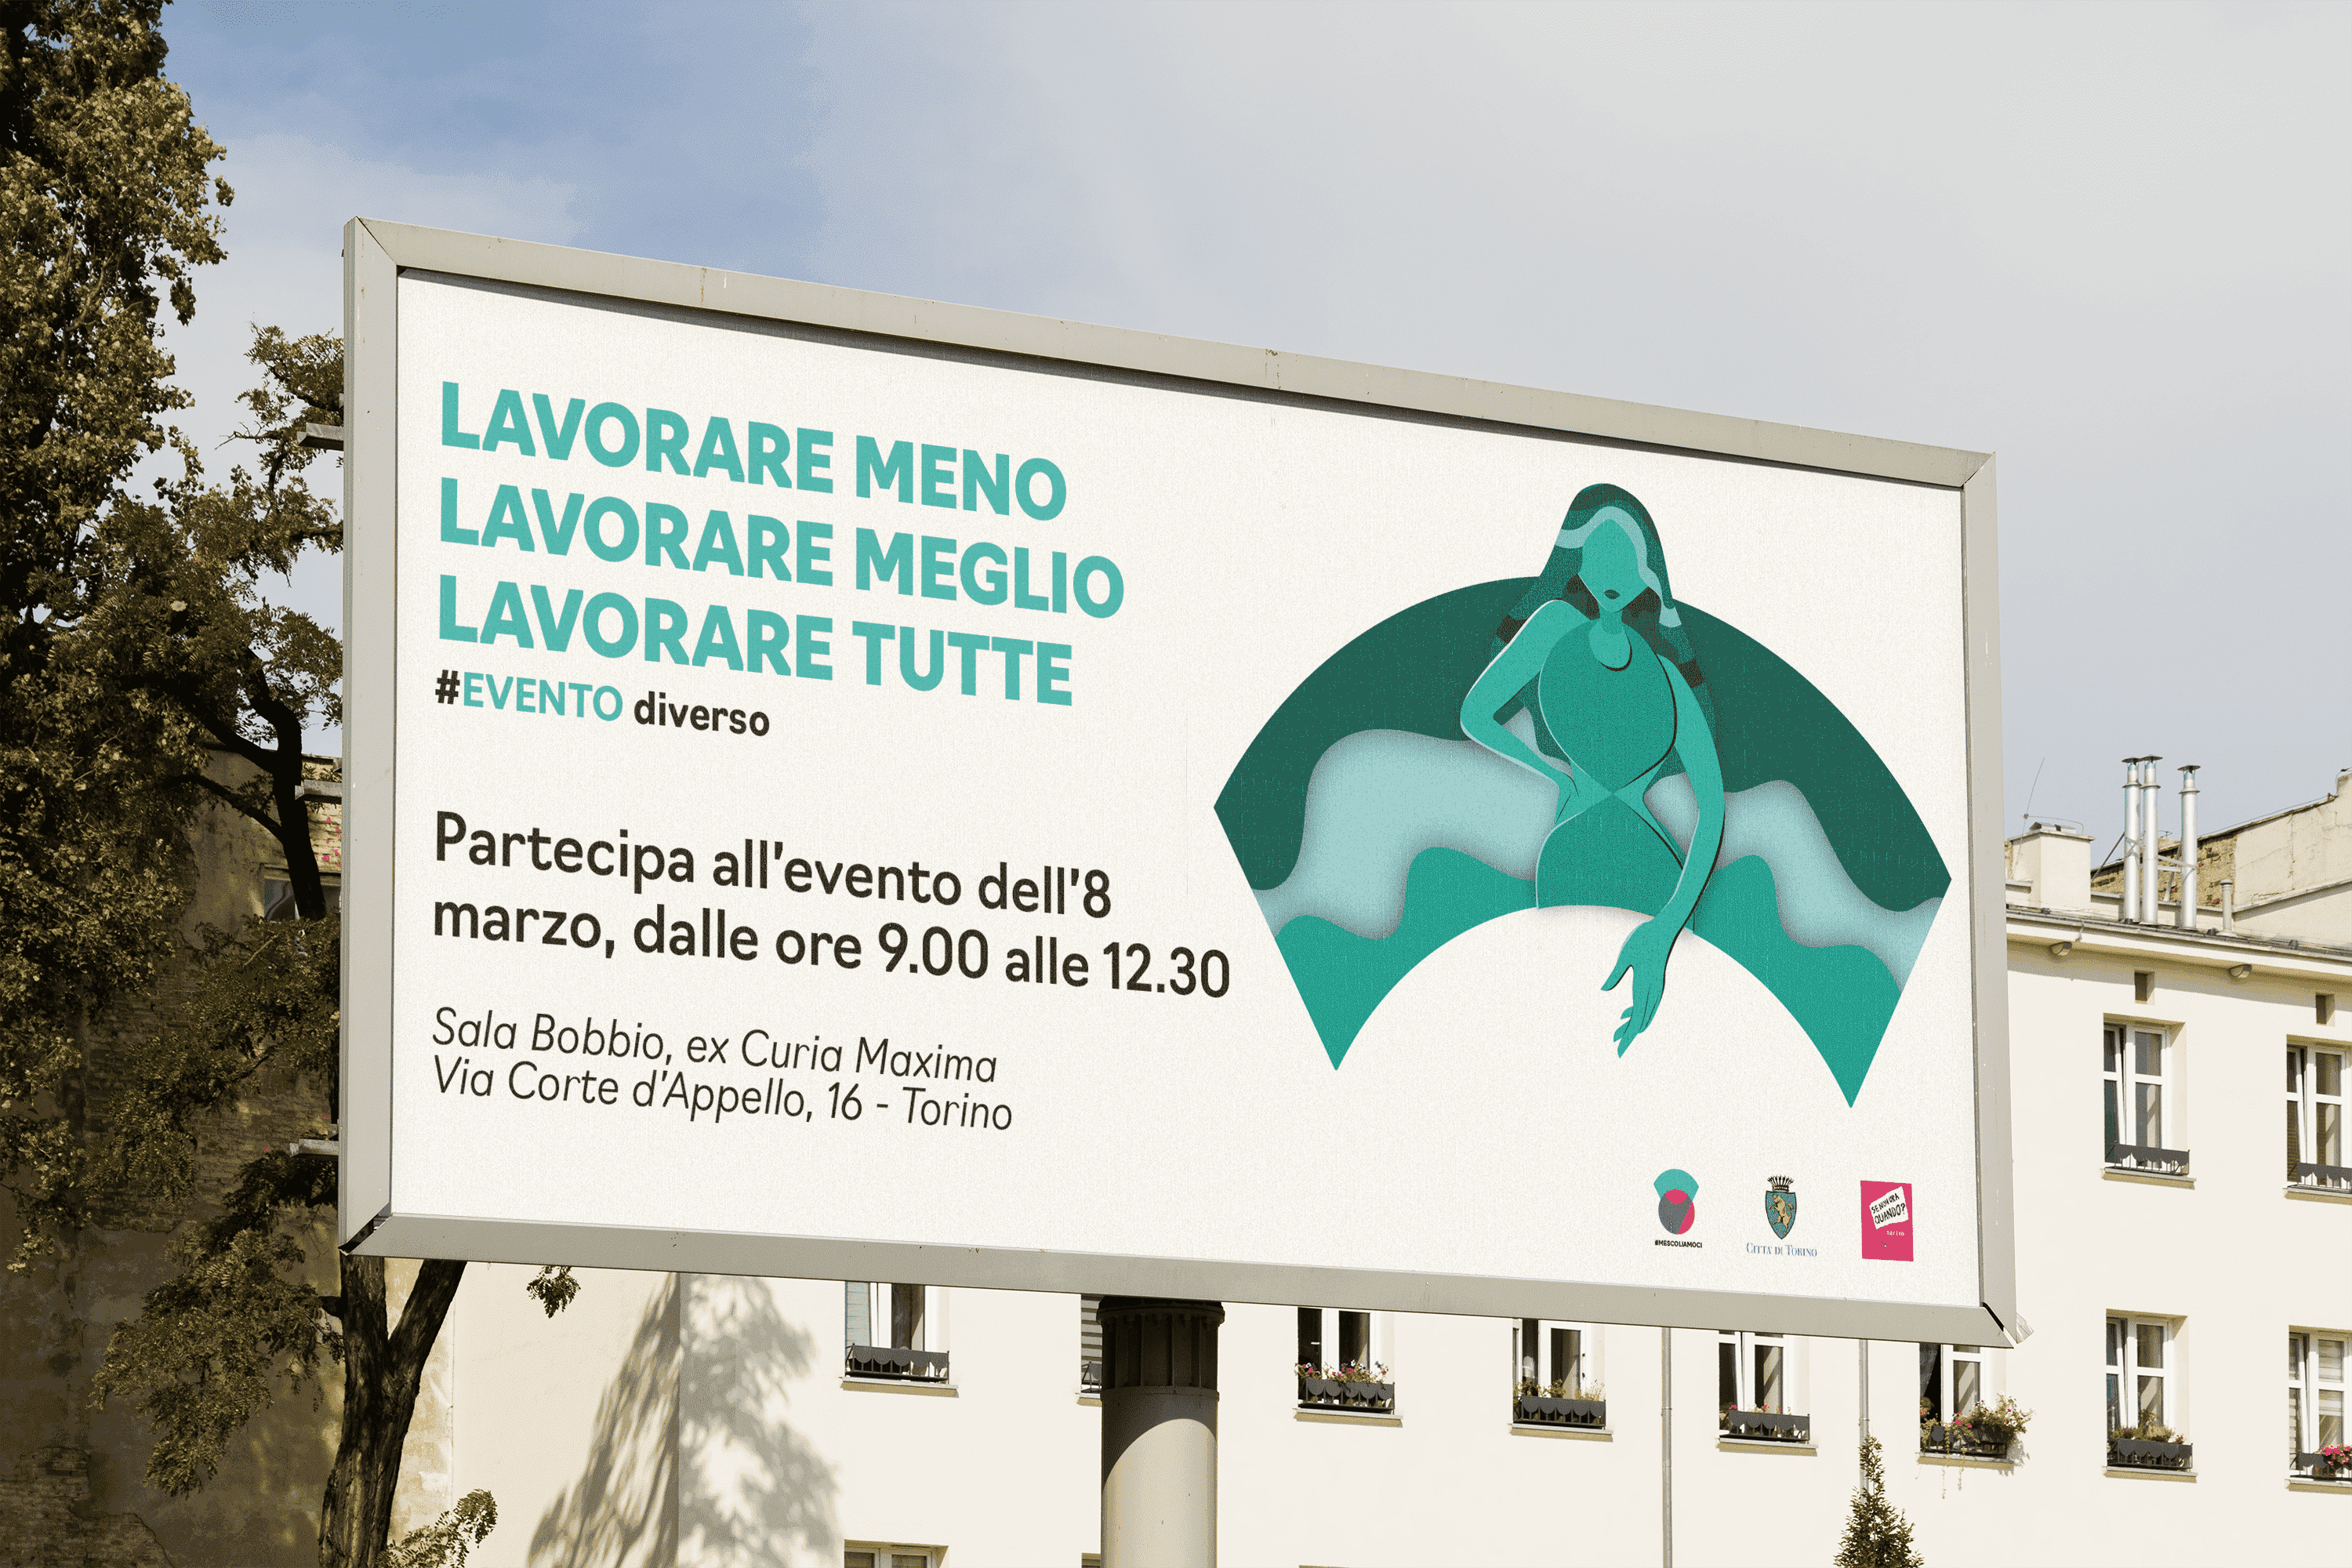 LAVORARE MENO
LAVORARE MEGLIO
LAVORARE TUTTE
#EVENTO diverso
Partecipa all'evento dell'8
marzo, dalle ore 9.00 alle 12.30
Sala Bobbio, ex Curia Maxima
Via Corte d'Appello, 16 - Torino
#MESCOLIAMOCI
CITTA' DI TORINO
SE NON ORA
QUANDO?
torino